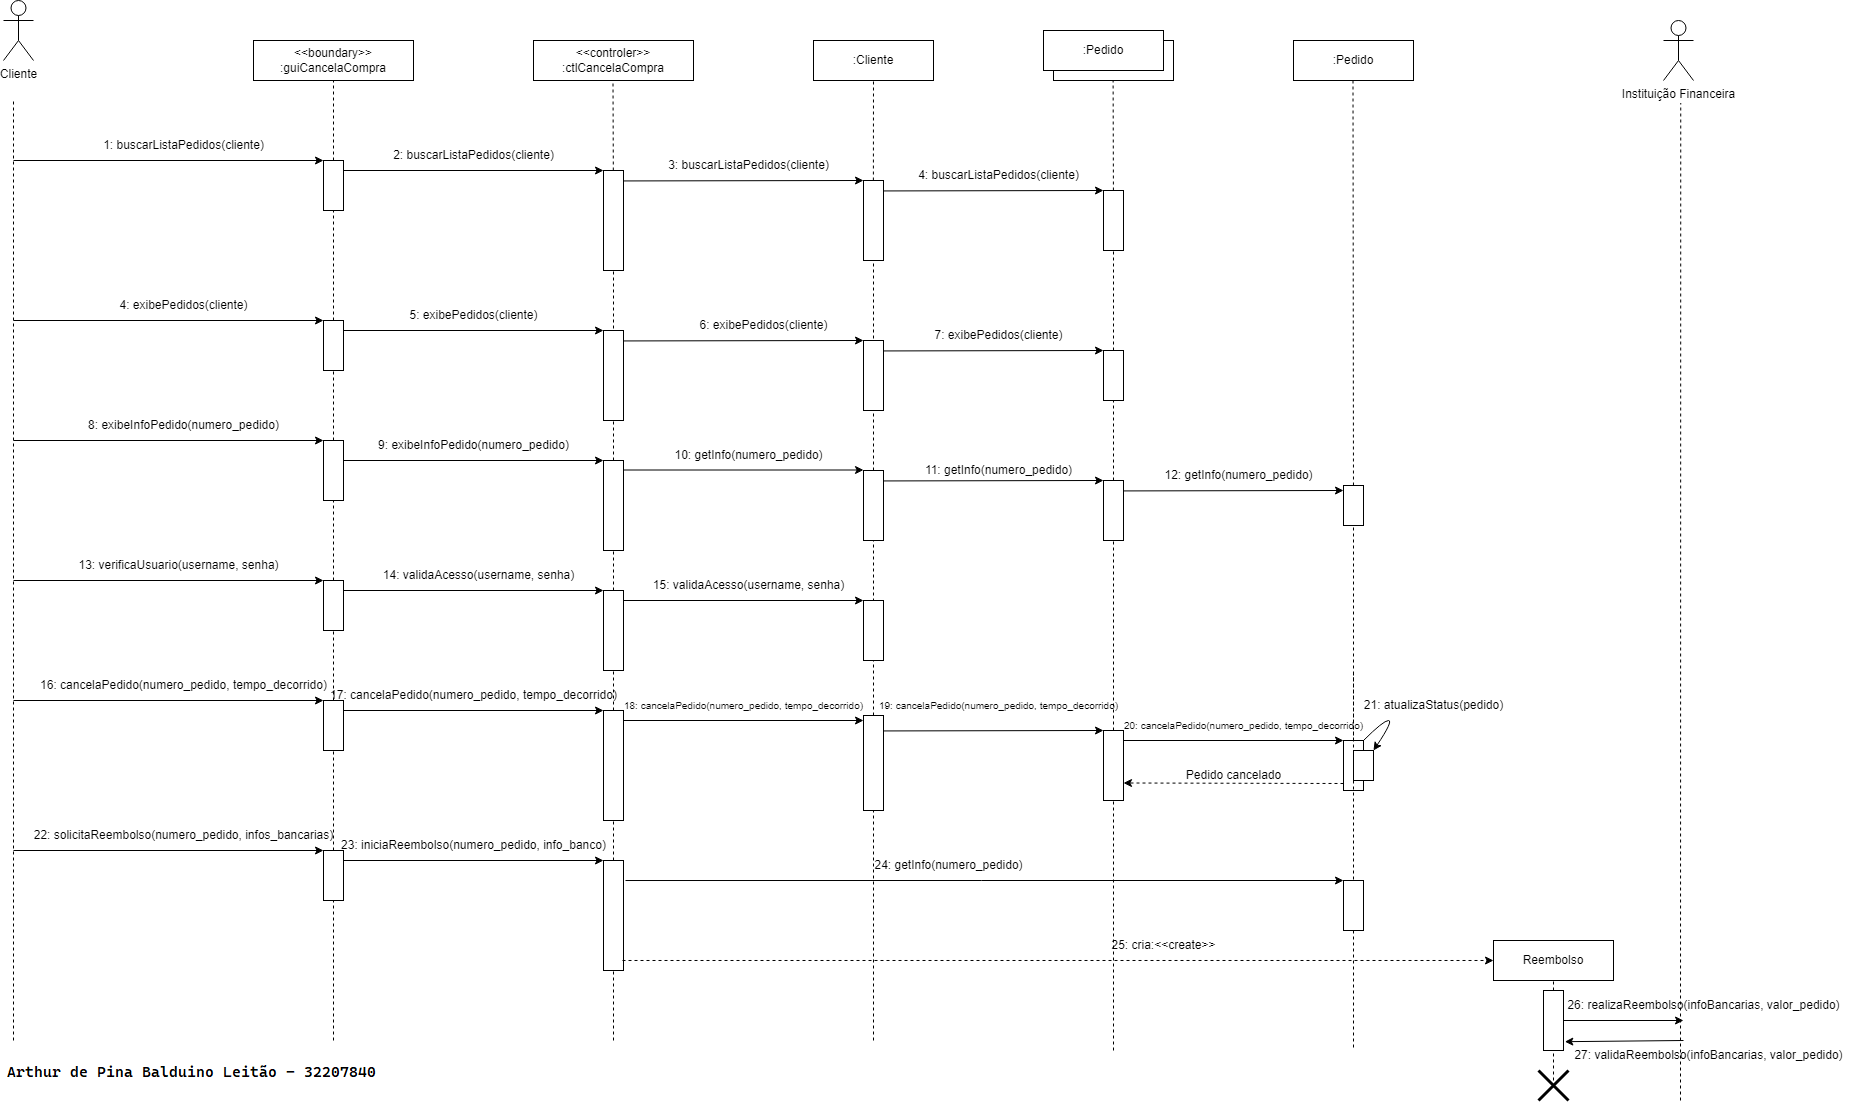 Cliente
<<boundary>>
:guiCancelaCompra
<<controler>>
:ctlCancelaCompra
:Cliente
:Pedido
:Pedido
Instituição Financeira
1: buscarListaPedidos(cliente)
2: buscarListaPedidos(cliente)
3: buscarListaPedidos(cliente)
4: buscarListaPedidos(cliente)
4: exibePedidos(cliente)
5: exibePedidos(cliente)
6: exibePedidos(cliente)
7: exibePedidos(cliente)
8: exibeInfoPedido(numero_pedido)
9: exibeInfoPedido(numero_pedido)
10: getInfo(numero_pedido)
11: getInfo(numero_pedido)
12: getInfo(numero_pedido)
13: verificaUsuario(username, senha)
14: validaAcesso(username, senha)
15: validaAcesso(username, senha)
16: cancelaPedido(numero_pedido, tempo_decorrido)
17: cancelaPedido(numero_pedido, tempo_decorrido)
18: cancelaPedido(numero_pedido, tempo_decorrido)
19: cancelaPedido(numero_pedido, tempo_decorrido)
20: cancelaPedido(numero_pedido, tempo_decorrido)
21: atualizaStatus(pedido)
Pedido cancelado
22: solicitaReembolso(numero_pedido, infos_bancarias)
23: iniciaReembolso(numero_pedido, info_banco)
24: getInfo(numero_pedido)
25: cria:<<create>>
Reembolso
26: realizaReembolso(infoBancarias, valor_pedido)
27: validaReembolso(infoBancarias, valor_pedido)
Arthur de Pina Balduino Leitão - 32207840